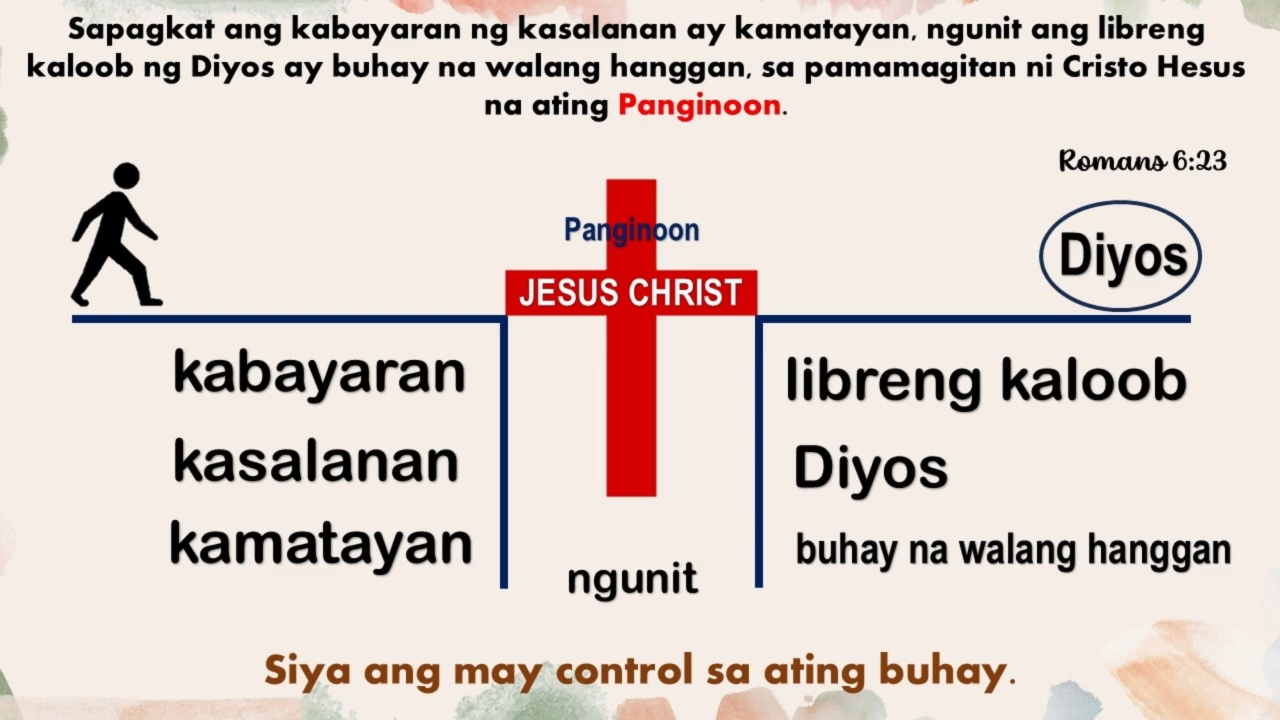 Sapagkat ang kabayaran ng kasalanan ay kamatayan, ngunit ang libreng
kaloob ng Diyos ay buhay na walang hanggan, sa pamamagitan ni Cristo Hesus
na ating Panginoon.
Romans 6:23
Panginoon
Diyos
JESUS CHRIST
kabayaran
kasalanan
kamatayan
ngunit
libreng kaloob
Diyos
buhay na walang hanggan
Siya ang may control sa ating buhay.